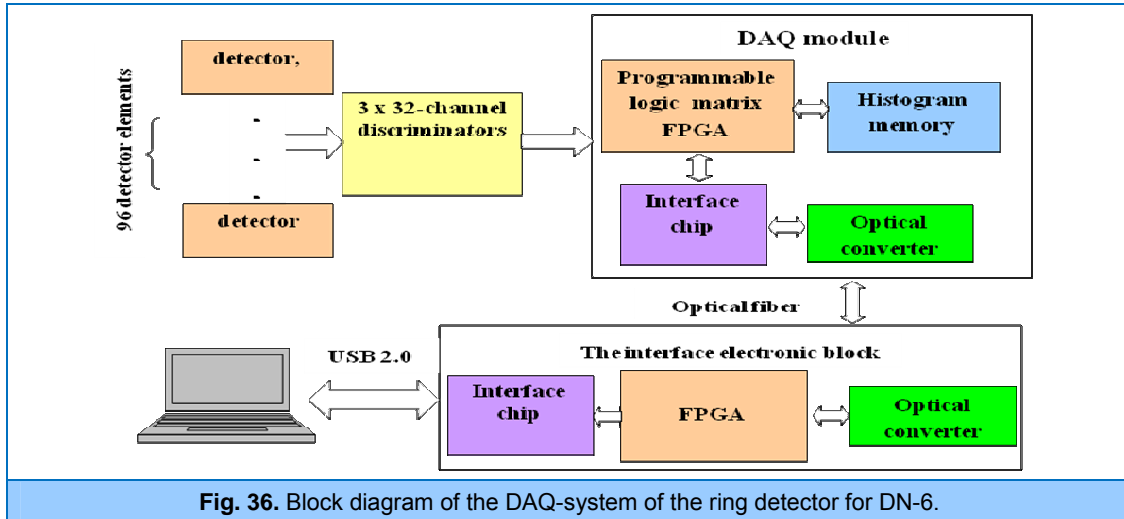 DAQ module
detector,
Programmable
logic matrix
FPGA
Histogram
memory
3 x 32-channel
discriminators
96 detector elements
detector
Interface
chip
Optical
converter
Optical fiber
USB 2.0
The interface electronic block
Interface
chip
FPGA
Optical
converter
Fig. 36. Block diagram of the DAQ-system of the ring detector for DN-6.